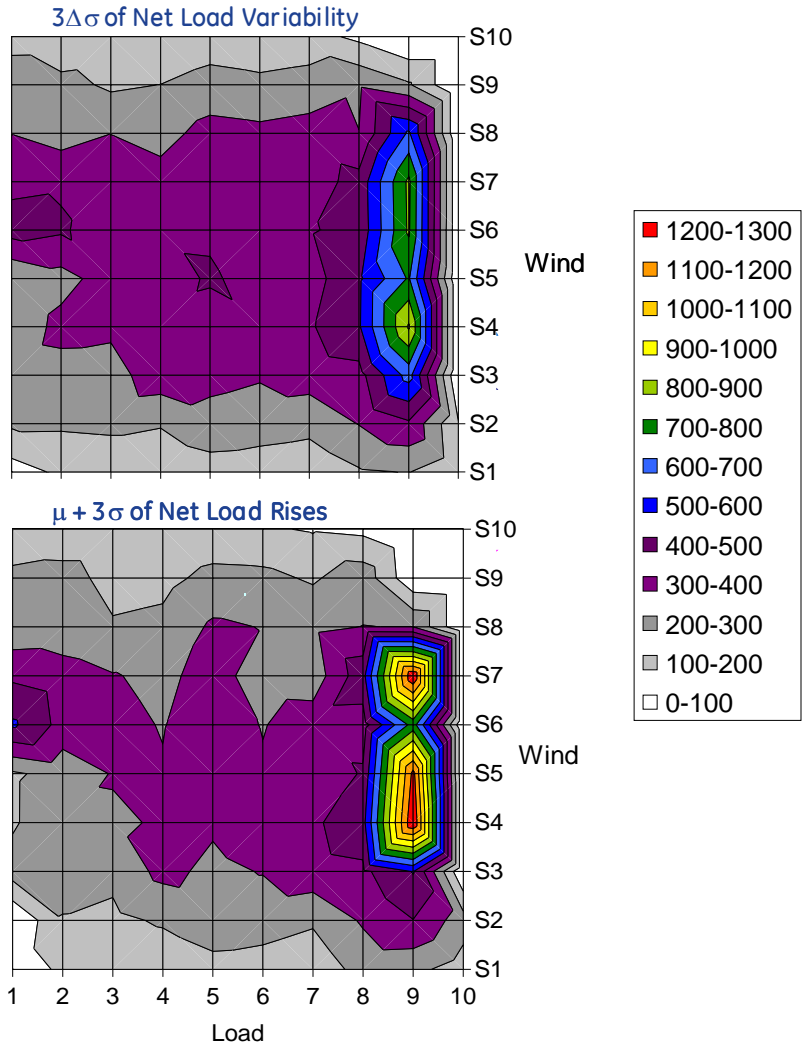 3Δσ of Net Load Variability
S10
S9
S8
S7
S6
S5
S4
S3
S2
S1
Wind
1200-1300
1100-1200
1000-1100
900-1000
800-900
700-800
600-700
500-600
400-500
300-400
200-300
100-200
0-100
μ + 3σ of Net Load Rises
S10
S9
S8
S7
S6
S5
S4
S3
S2
S1
Wind
1 2 3 4 5 6 7 8 9 10
Load